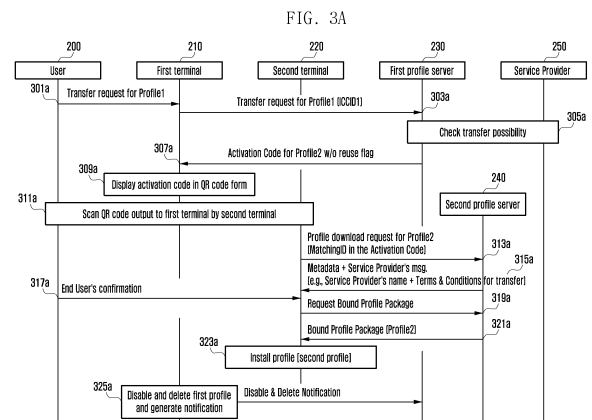 FIG. 3A
200
210
220
230
250
User
First terminal
Second terminal
First profile server
Service Provider
301a
Transfer request for Profile1
Transfer request for Profile1 (ICCID1)
303a
Check transfer possibility
305a
307a
Activation Code for Profile2 w/o reuse flag
309a
Display activation code in QR code form
240
Second profile server
311a
Scan QR code output to first terminal by second terminal
Profile download request for Profile2
(MatchingID in the Activation Code)
313a
Metadata + Service Provider's msg.
315a
(e.g., Service Provider's name + Terms & Conditions for transfer)
317a
End User's confirmation
Request Bound Profile Package
319a
Bound Profile Package (Profile2)
321a
323a
Install profile (second profile)
325a
Disable and delete first profile
and generate notification
Disable & Delete Notification